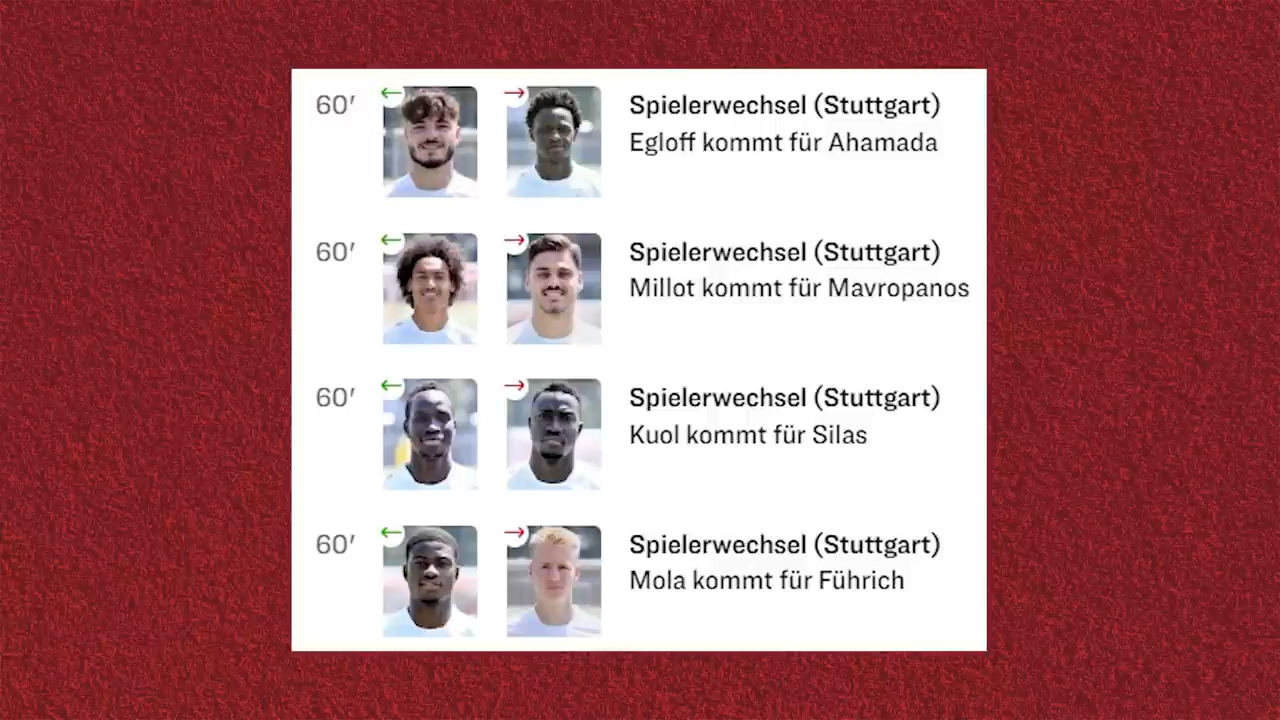 60′
Spielerwechsel (Stuttgart)
Egloff kommt für Ahamada
60′
Spielerwechsel (Stuttgart)
Millot kommt für Mavropanos
60′
Spielerwechsel (Stuttgart)
Kuol kommt für Silas
60′
Spielerwechsel (Stuttgart)
Mola kommt für Führich